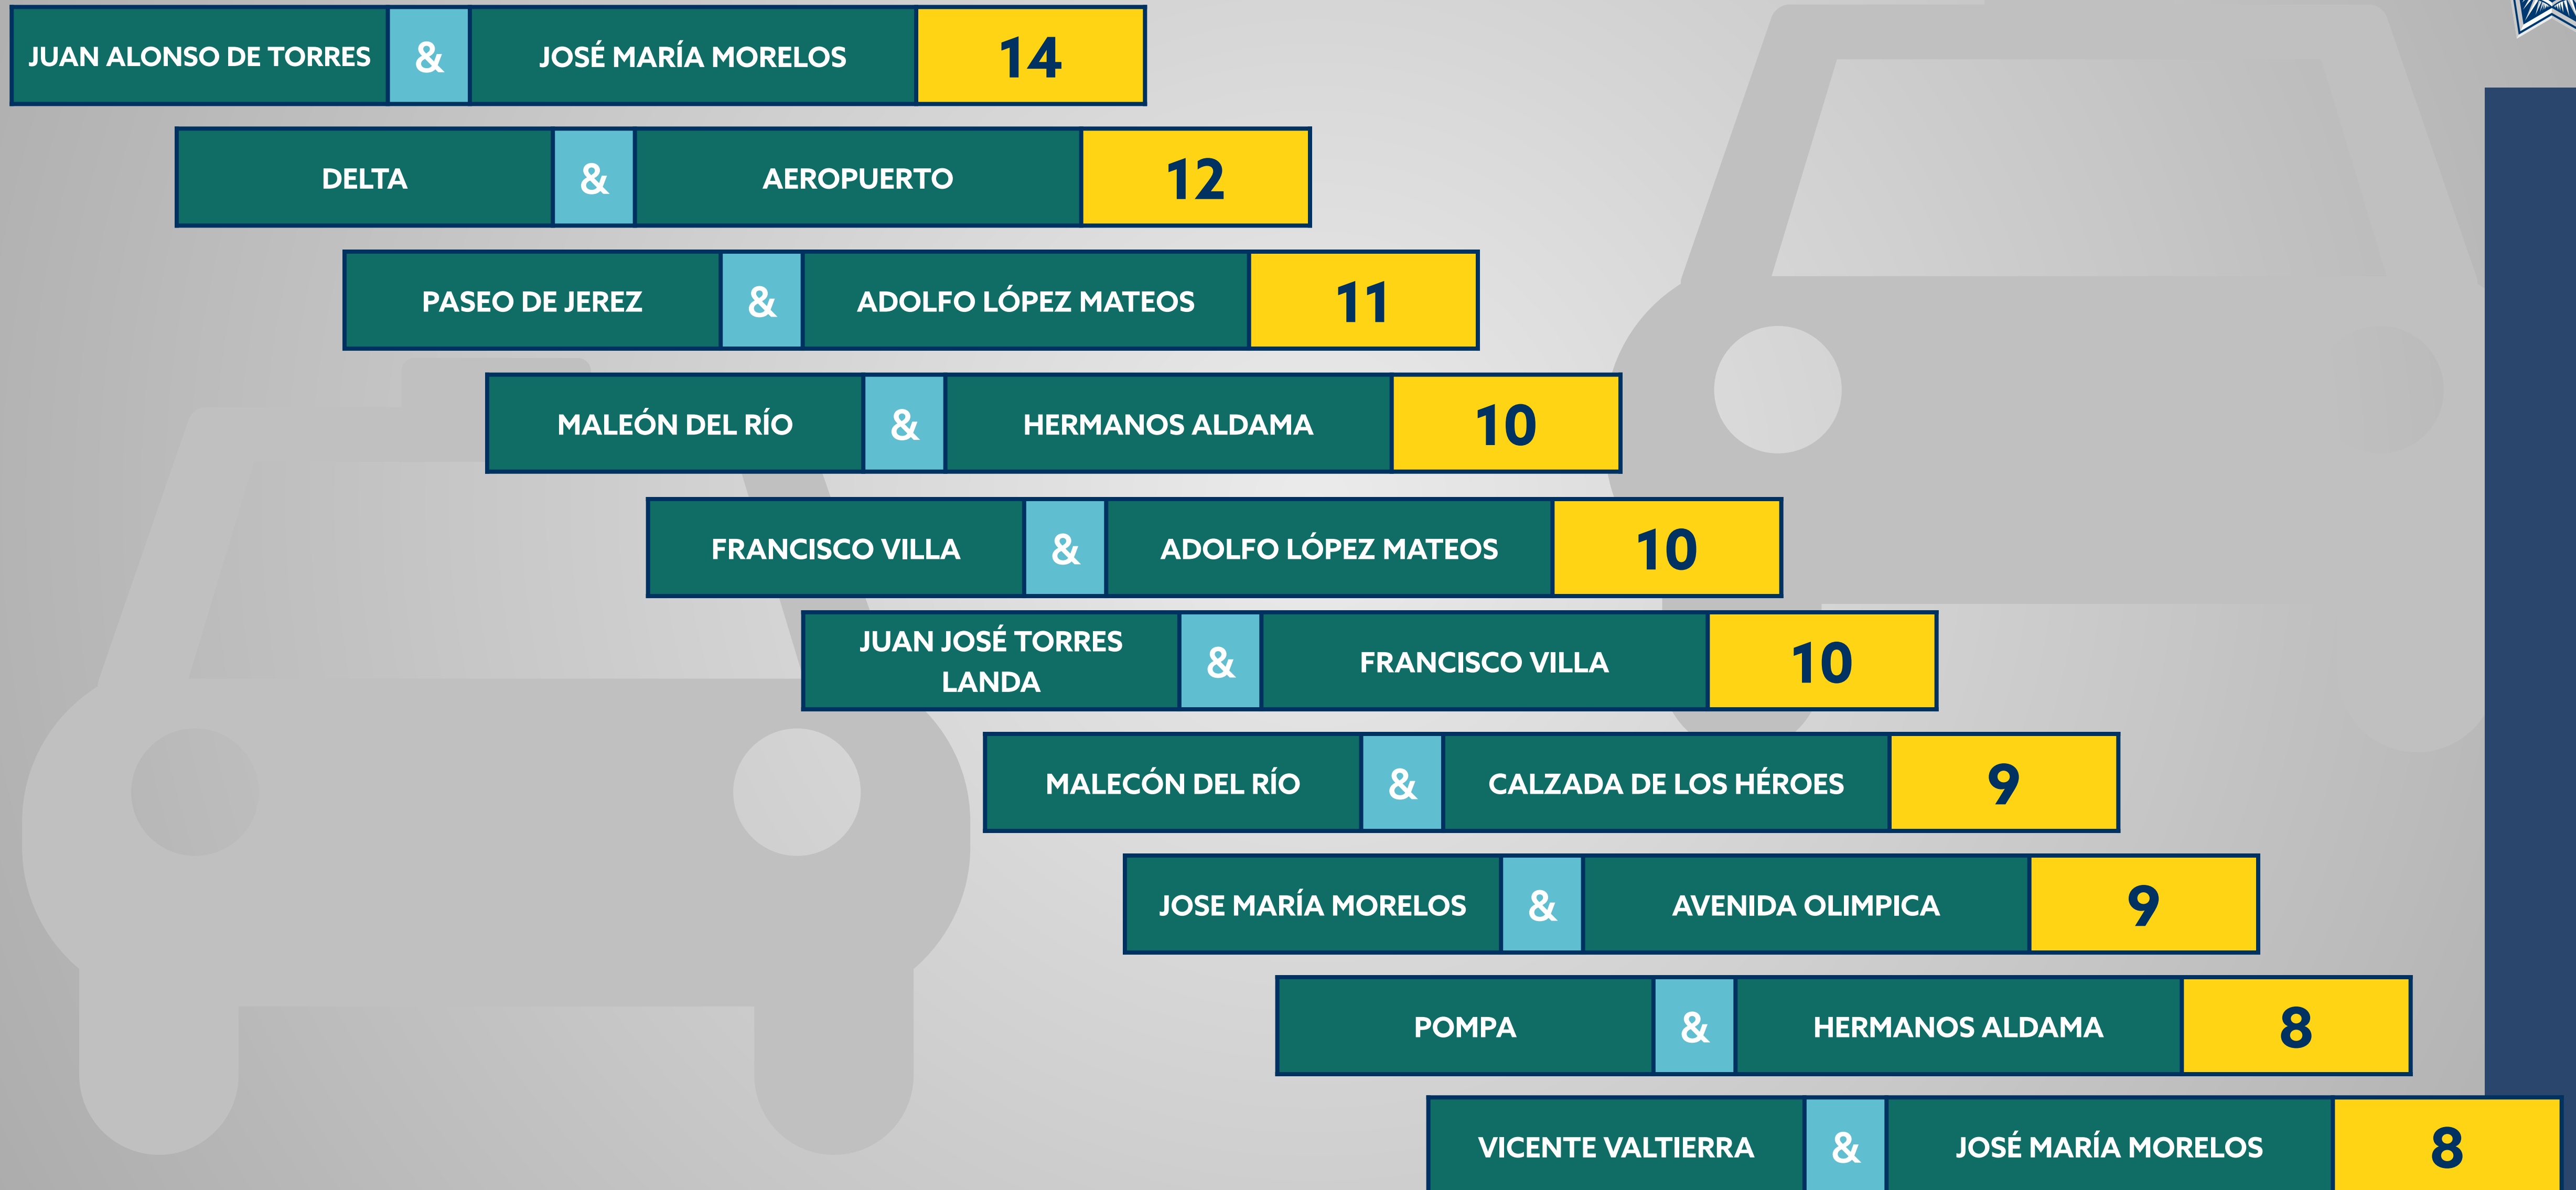 JUAN ALONSO DE TORRES & JOSÉ MARÍA MORELOS 14
DELTA & AEROPUERTO 12
PASEO DE JEREZ & ADOLFO LÓPEZ MATEOS 11
MALEÓN DEL RÍO & HERMANOS ALDAMA 10
FRANCISCO VILLA & ADOLFO LÓPEZ MATEOS 10
JUAN JOSÉ TORRES
LANDA & FRANCISCO VILLA 10
MALECÓN DEL RÍO & CALZADA DE LOS HÉROES 9
JOSE MARÍA MORELOS & AVENIDA OLIMPICA 9
POMPA & HERMANOS ALDAMA 8
VICENTE VALTIERRA & JOSÉ MARÍA MORELOS 8